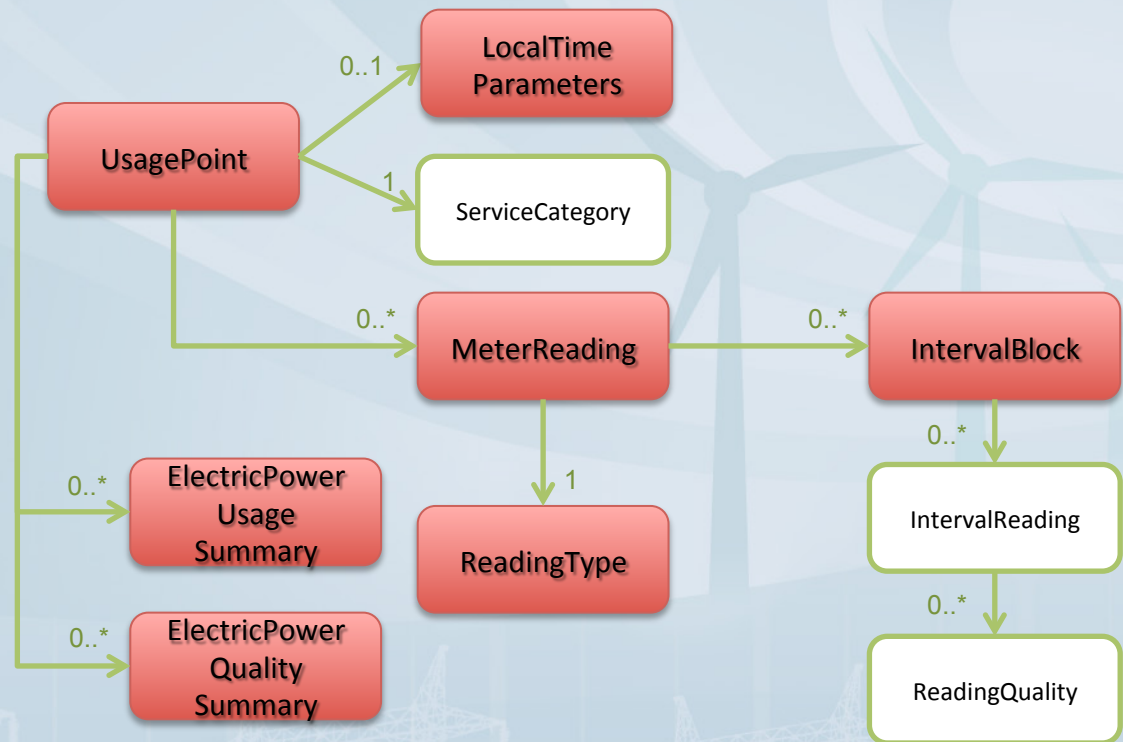 LocalTime
Parameters
0..1
UsagePoint
1
ServiceCategory
0..*
MeterReading
0..*
IntervalBlock
0..*
1
IntervalReading
0..*
ElectricPower
Usage
Summary
ReadingType
0..*
ReadingQuality
0..*
ElectricPower
Quality
Summary